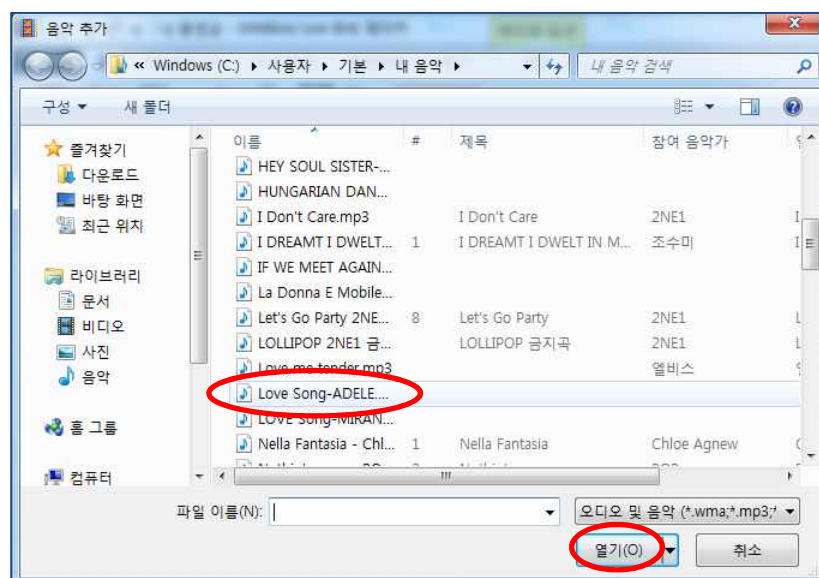 음악 추가
« Windows (C:) ▸ 사용자 ▸ 기본 ▸ 내 음악 ▸
내 음악 검색
구성 ▼ 새 폴더
즐겨찾기
다운로드
바탕 화면
최근 위치
라이브러리
문서
비디오
사진
음악
홈 그룹
컴퓨터
이름 # 제목 참여 음악가
HEY SOUL SISTER-...
HUNGARIAN DAN...
I Don't Care.mp3 I Don't Care 2NE1 I
I DREAMT I DWELT... 1 I DREAMT I DWELT IN M... 조수미 I
IF WE MEET AGAIN...
La Donna E Mobile...
Let's Go Party 2NE... 8 Let's Go Party 2NE1 L
LOLLIPOP 2NE1 금... LOLLIPOP 금지곡 2NE1 L
Love me tender.mp3 엘비스
Love Song-ADELE....
LOVE Song-MIRAN...
Nella Fantasia - Chl... 1 Nella Fantasia Chloe Agnew
파일 이름(N):
오디오 및 음악 (*.wma;*.mp3;*
열기(O) 취소